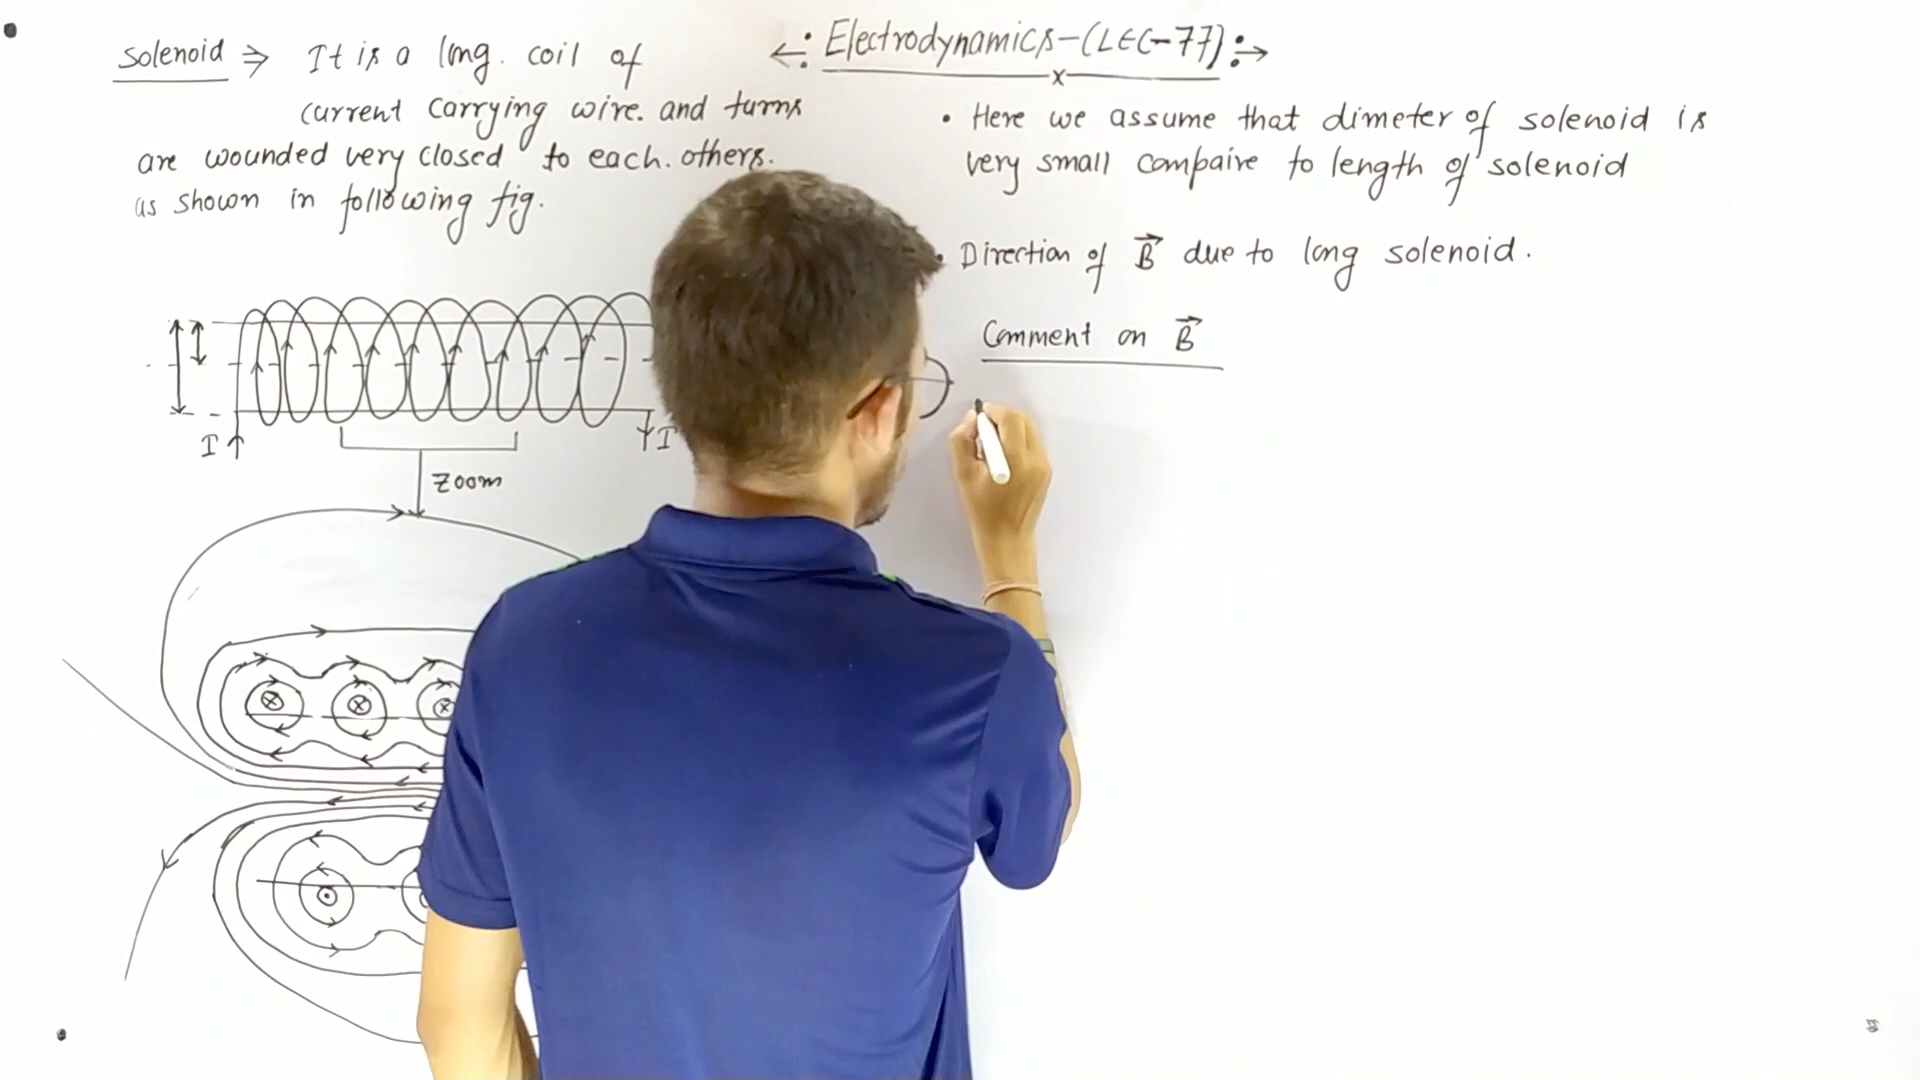 Solenoid ⇒ It is a long. coil of
current carrying wire. and turns
are wounded very closed to each. others.
as shown in following fig.
I
I
Zoom
Electrodynamics-(LEC-77)
• Here we assume that dimeter of solenoid is
very small compaire to length of solenoid
• Direction of B⃗ due to long solenoid.
Comment on B⃗